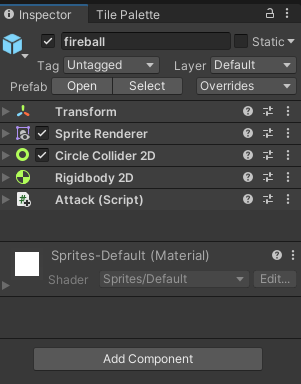 Inspector Tile Palette
fireball Static
Tag Untagged Layer Default
Prefab Open Select Overrides
Transform
Sprite Renderer
Circle Collider 2D
Rigidbody 2D
Attack (Script)
Sprites-Default (Material)
Shader Sprites/Default Edit...
Add Component